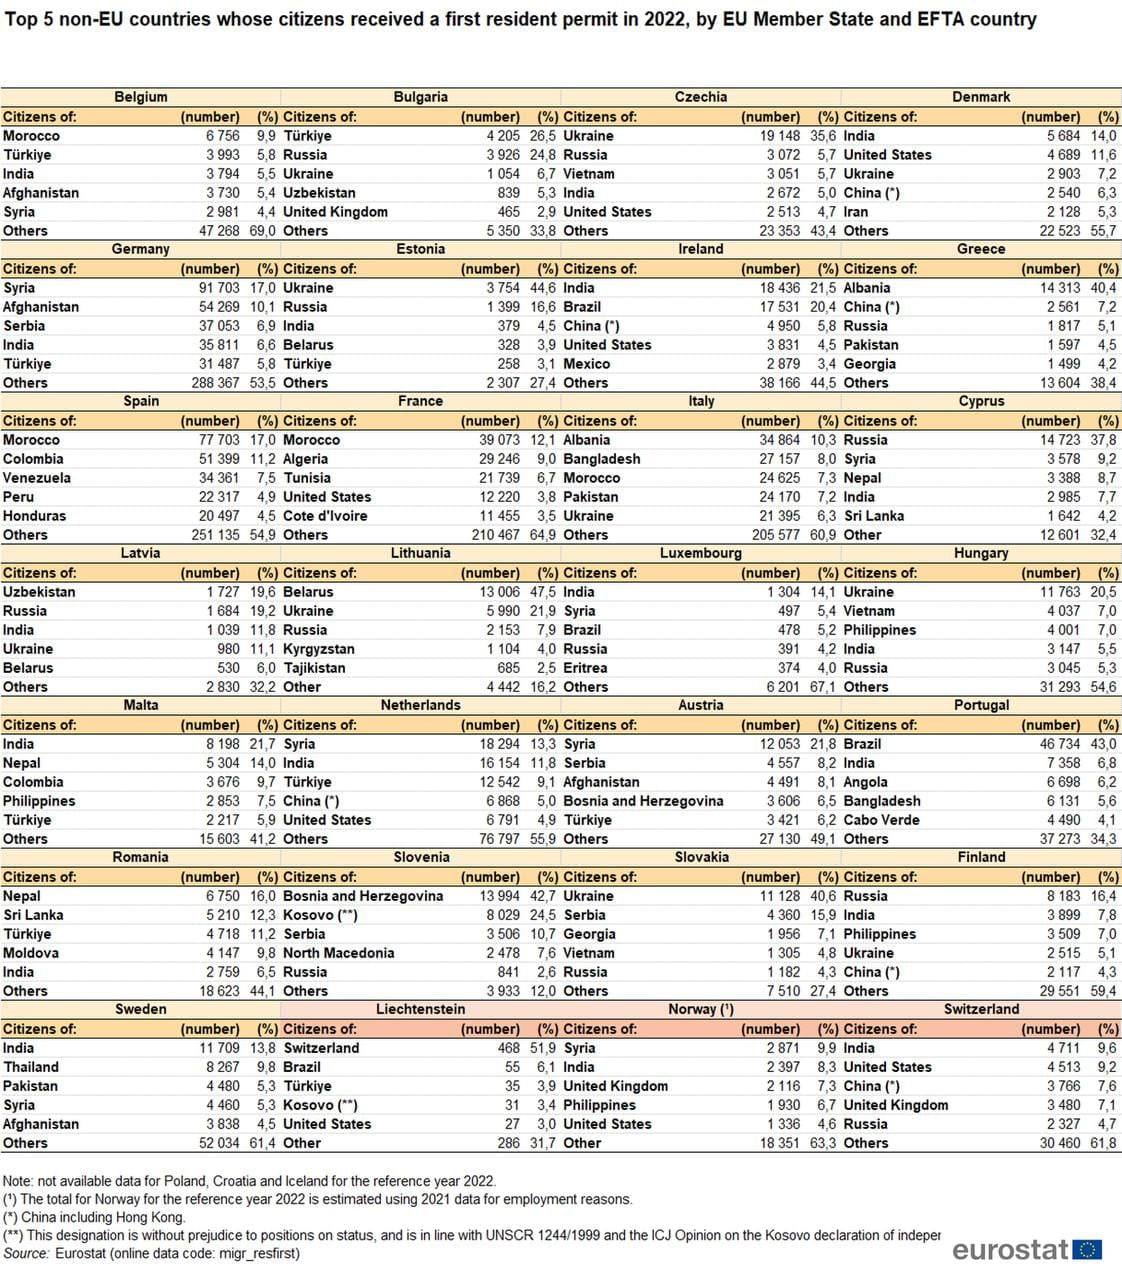 Top 5 non-EU countries whose citizens received a first resident permit in 2022, by EU Member State and EFTA country
Belgium Bulgaria Czechia Denmark
Citizens of: (number) (%) Citizens of: (number) (%) Citizens of: (number) (%) Citizens of: (number) (%)
Morocco 6 756 9,9 Türkiye 4 205 26,5 Ukraine 19 148 35,6 India 5 684 14,0
Türkiye 3 993 5,8 Russia 3 926 24,8 Russia 3 072 5,7 United States 4 689 11,6
India 3 794 5,5 Ukraine 1 054 6,7 Vietnam 3 051 5,7 Ukraine 2 903 7,2
Afghanistan 3 730 5,4 Uzbekistan 839 5,3 India 2 672 5,0 China (*) 2 540 6,3
Syria 2 981 4,4 United Kingdom 465 2,9 United States 2 513 4,7 Iran 2 128 5,3
Others 47 268 69,0 Others 5 350 33,8 Others 23 353 43,4 Others 22 523 55,7
Germany Estonia Ireland Greece
Citizens of: (number) (%) Citizens of: (number) (%) Citizens of: (number) (%) Citizens of: (number) (%)
Syria 91 703 17,0 Ukraine 3 754 44,6 India 18 436 21,5 Albania 14 313 40,4
Afghanistan 54 269 10,1 Russia 1 399 16,6 Brazil 17 531 20,4 China (*) 2 561 7,2
Serbia 37 053 6,9 India 379 4,5 China (*) 4 950 5,8 Russia 1 817 5,1
India 35 811 6,6 Belarus 328 3,9 United States 3 831 4,5 Pakistan 1 597 4,5
Türkiye 31 487 5,8 Türkiye 258 3,1 Mexico 2 879 3,4 Georgia 1 499 4,2
Others 288 367 53,5 Others 2 307 27,4 Others 38 166 44,5 Others 13 604 38,4
Spain France Italy Cyprus
Citizens of: (number) (%) Citizens of: (number) (%) Citizens of: (number) (%) Citizens of: (number) (%)
Morocco 77 703 17,0 Morocco 39 073 12,1 Albania 34 864 10,3 Russia 14 723 37,8
Colombia 51 399 11,2 Algeria 29 246 9,0 Bangladesh 27 157 8,0 Syria 3 578 9,2
Venezuela 34 361 7,5 Tunisia 21 739 6,7 Morocco 24 625 7,3 Nepal 3 388 8,7
Peru 22 317 4,9 United States 12 220 3,8 Pakistan 24 170 7,2 India 2 985 7,7
Honduras 20 497 4,5 Cote d'Ivoire 11 455 3,5 Ukraine 21 395 6,3 Sri Lanka 1 642 4,2
Others 251 135 54,9 Others 210 467 64,9 Others 205 577 60,9 Other 12 601 32,4
Latvia Lithuania Luxembourg Hungary
Citizens of: (number) (%) Citizens of: (number) (%) Citizens of: (number) (%) Citizens of: (number) (%)
Uzbekistan 1 727 19,6 Belarus 13 006 47,5 India 1 304 14,1 Ukraine 11 763 20,5
Russia 1 684 19,2 Ukraine 5 990 21,9 Syria 497 5,4 Vietnam 4 037 7,0
India 1 039 11,8 Russia 2 153 7,9 Brazil 478 5,2 Philippines 4 001 7,0
Ukraine 980 11,1 Kyrgyzstan 1 104 4,0 Russia 391 4,2 India 3 147 5,5
Belarus 530 6,0 Tajikistan 685 2,5 Eritrea 374 4,0 Russia 3 045 5,3
Others 2 830 32,2 Other 4 442 16,2 Others 6 201 67,1 Others 31 293 54,6
Malta Netherlands Austria Portugal
Citizens of: (number) (%) Citizens of: (number) (%) Citizens of: (number) (%) Citizens of: (number) (%)
India 8 198 21,7 Syria 18 294 13,3 Syria 12 053 21,8 Brazil 46 734 43,0
Nepal 5 304 14,0 India 16 154 11,8 Serbia 4 557 8,2 India 7 358 6,8
Colombia 3 676 9,7 Türkiye 12 542 9,1 Afghanistan 4 491 8,1 Angola 6 698 6,2
Philippines 2 853 7,5 China (*) 6 868 5,0 Bosnia and Herzegovina 3 606 6,5 Bangladesh 6 131 5,6
Türkiye 2 217 5,9 United States 6 791 4,9 Türkiye 3 421 6,2 Cabo Verde 4 490 4,1
Others 15 603 41,2 Others 76 797 55,9 Others 27 130 49,1 Others 37 273 34,3
Romania Slovenia Slovakia Finland
Citizens of: (number) (%) Citizens of: (number) (%) Citizens of: (number) (%) Citizens of: (number) (%)
Nepal 6 750 16,0 Bosnia and Herzegovina 13 994 42,7 Ukraine 11 128 40,6 Russia 8 183 16,4
Sri Lanka 5 210 12,3 Kosovo (**) 8 029 24,5 Serbia 4 360 15,9 India 3 899 7,8
Türkiye 4 718 11,2 Serbia 3 506 10,7 Georgia 1 956 7,1 Philippines 3 509 7,0
Moldova 4 147 9,8 North Macedonia 2 478 7,6 Vietnam 1 305 4,8 Ukraine 2 515 5,1
India 2 759 6,5 Russia 841 2,6 Russia 1 182 4,3 China (*) 2 117 4,3
Others 18 623 44,1 Others 3 933 12,0 Others 7 510 27,4 Others 29 551 59,4
Sweden Liechtenstein Norway (¹) Switzerland
Citizens of: (number) (%) Citizens of: (number) (%) Citizens of: (number) (%) Citizens of: (number) (%)
India 11 709 13,8 Switzerland 468 51,9 Syria 2 871 9,9 India 4 711 9,6
Thailand 8 267 9,8 Brazil 55 6,1 India 2 397 8,3 United States 4 513 9,2
Pakistan 4 480 5,3 Türkiye 35 3,9 United Kingdom 2 116 7,3 China (*) 3 766 7,6
Syria 4 460 5,3 Kosovo (**) 31 3,4 Philippines 1 930 6,7 United Kingdom 3 480 7,1
Afghanistan 3 838 4,5 United States 27 3,0 United States 1 336 4,6 Russia 2 327 4,7
Others 52 034 61,4 Other 286 31,7 Other 18 351 63,3 Others 30 460 61,8
Note: not available data for Poland, Croatia and Iceland for the reference year 2022.
(¹) The total for Norway for the reference year 2022 is estimated using 2021 data for employment reasons.
(*) China including Hong Kong.
(**) This designation is without prejudice to positions on status, and is in line with UNSCR 1244/1999 and the ICJ Opinion on the Kosovo declaration of indeper
Source: Eurostat (online data code: migr_resfirst)
eurostat